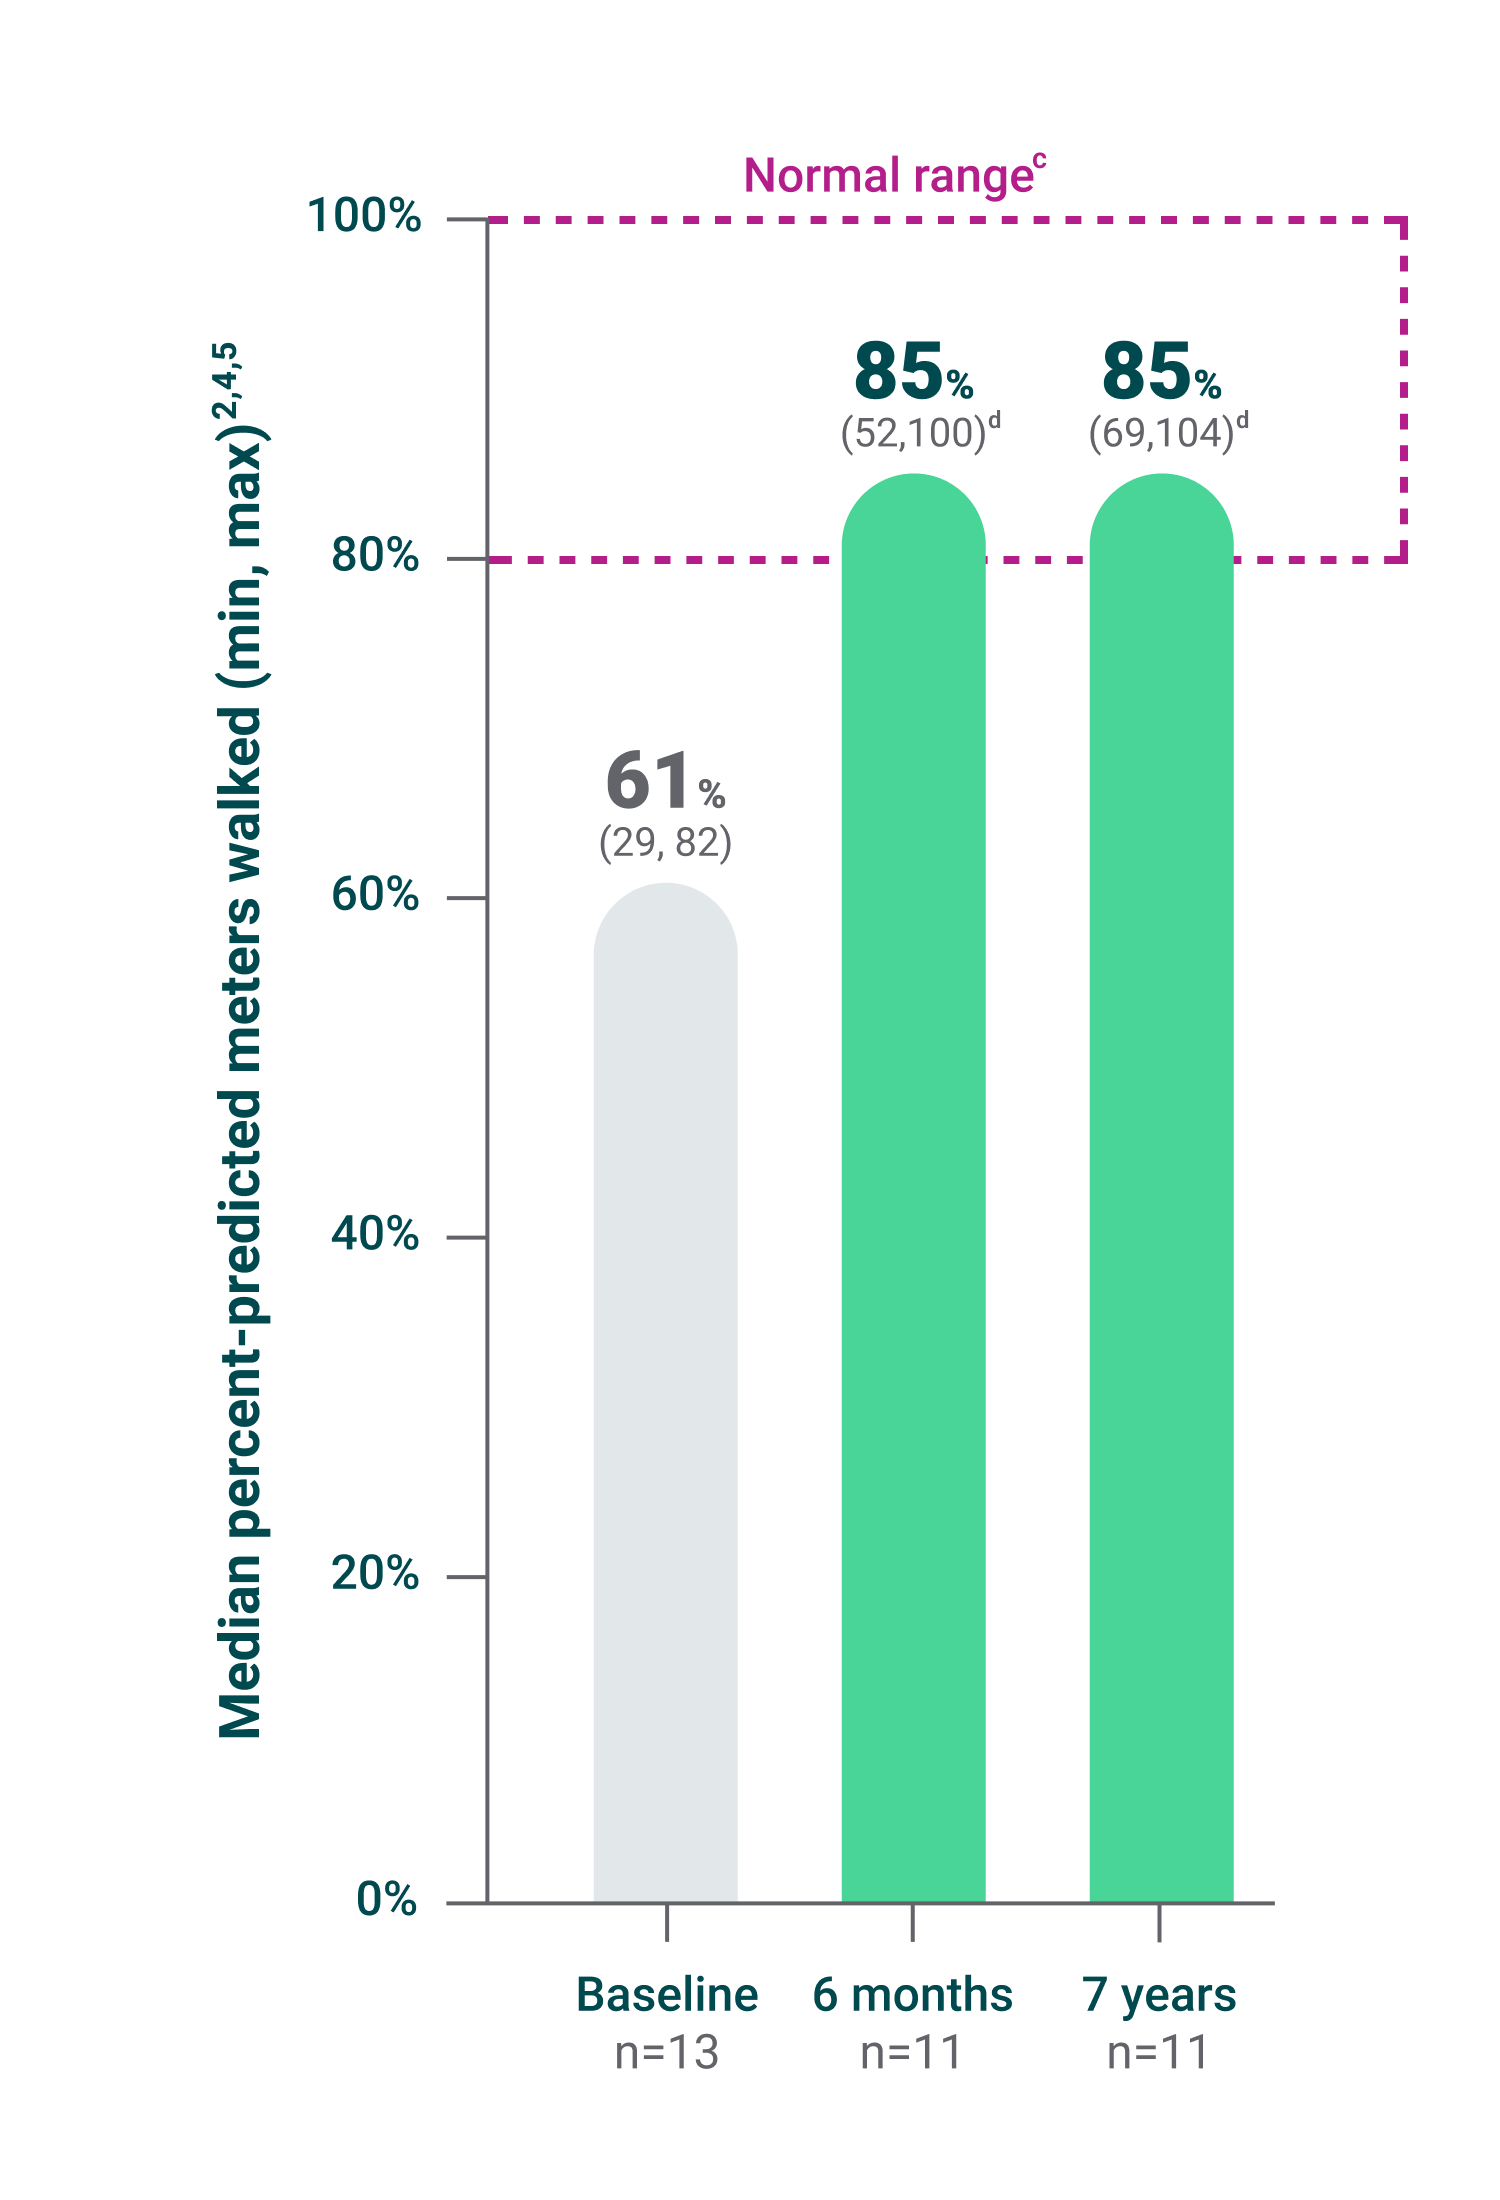 Normal rangeᶜ
100%
80%
60%
40%
20%
0%
Median percent-predicted meters walked (min, max)²,⁴,⁵
61%
(29, 82)
85%
(52,100)ᵈ
85%
(69,104)ᵈ
Baseline
n=13
6 months
n=11
7 years
n=11